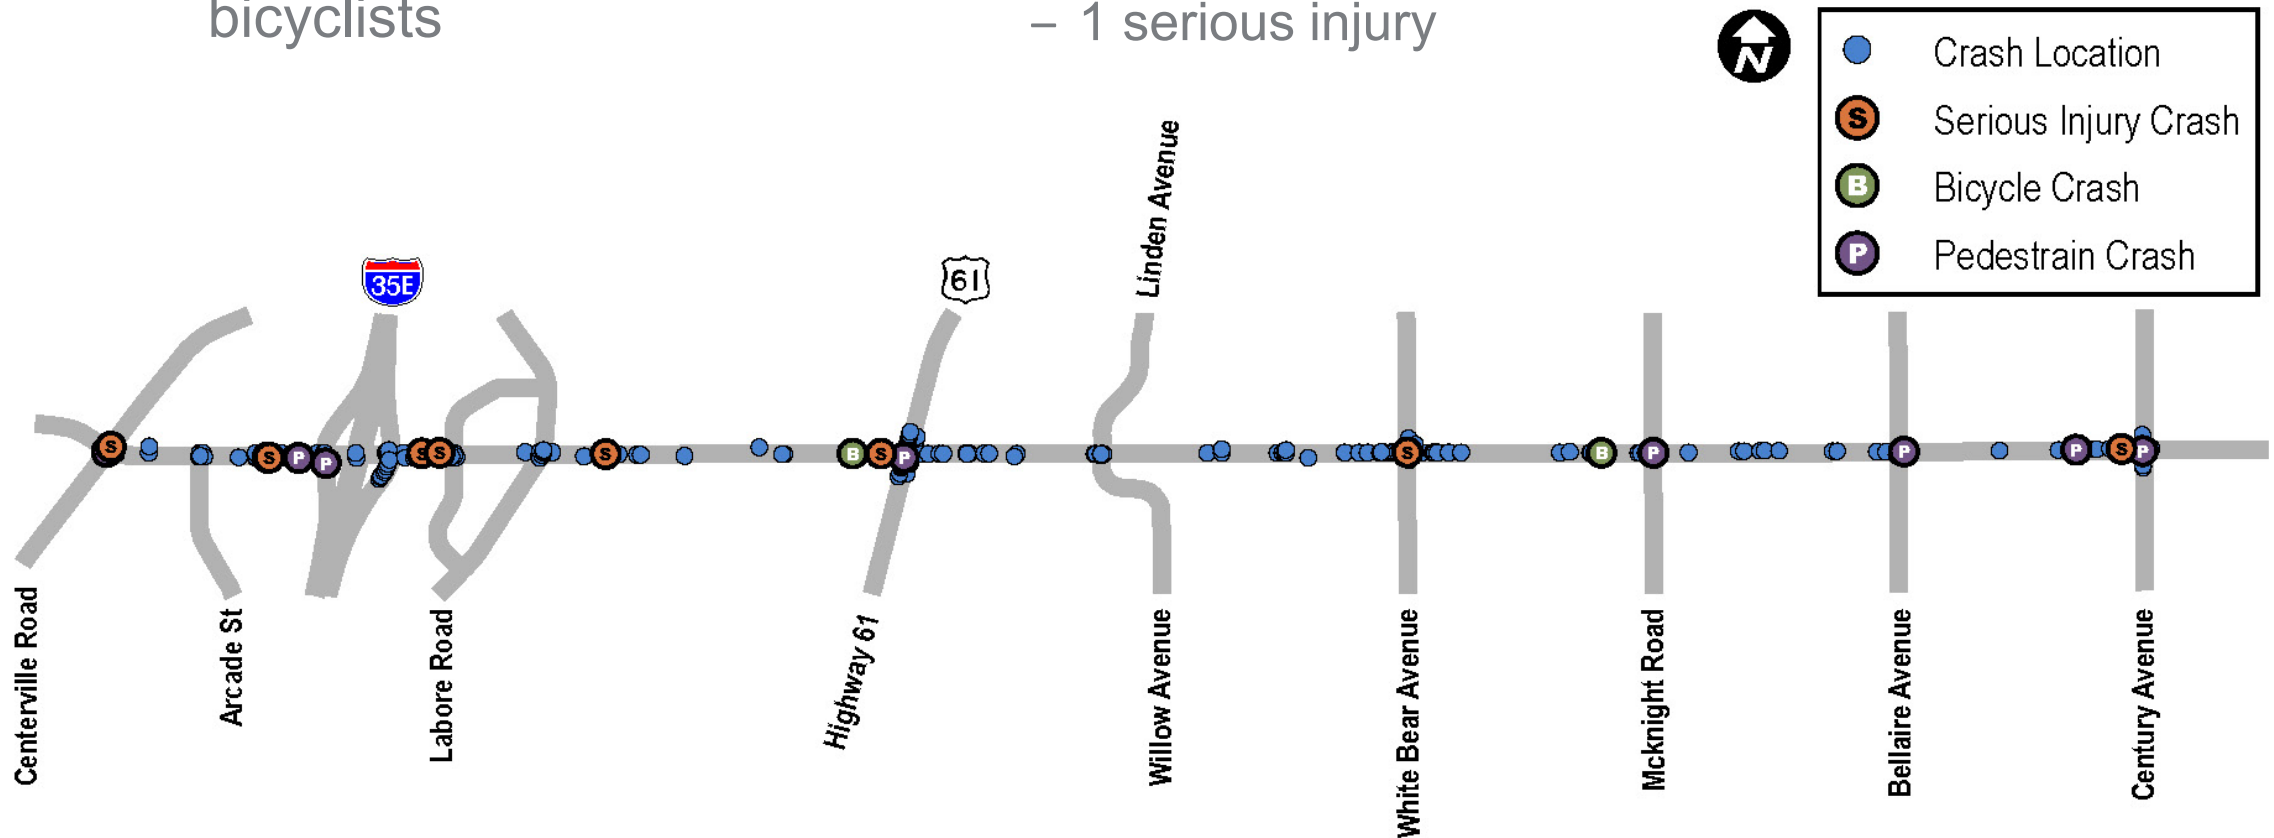 bicyclists
– 1 serious injury
N
Crash Location
S Serious Injury Crash
B Bicycle Crash
P Pedestrain Crash
Linden Avenue
35E
61
S
S
P
P
S
S
S
B
S
P
S
B
P
P
P
S
P
Centerville Road
Arcade St
Labore Road
Highway 61
Willow Avenue
White Bear Avenue
Mcknight Road
Bellaire Avenue
Century Avenue